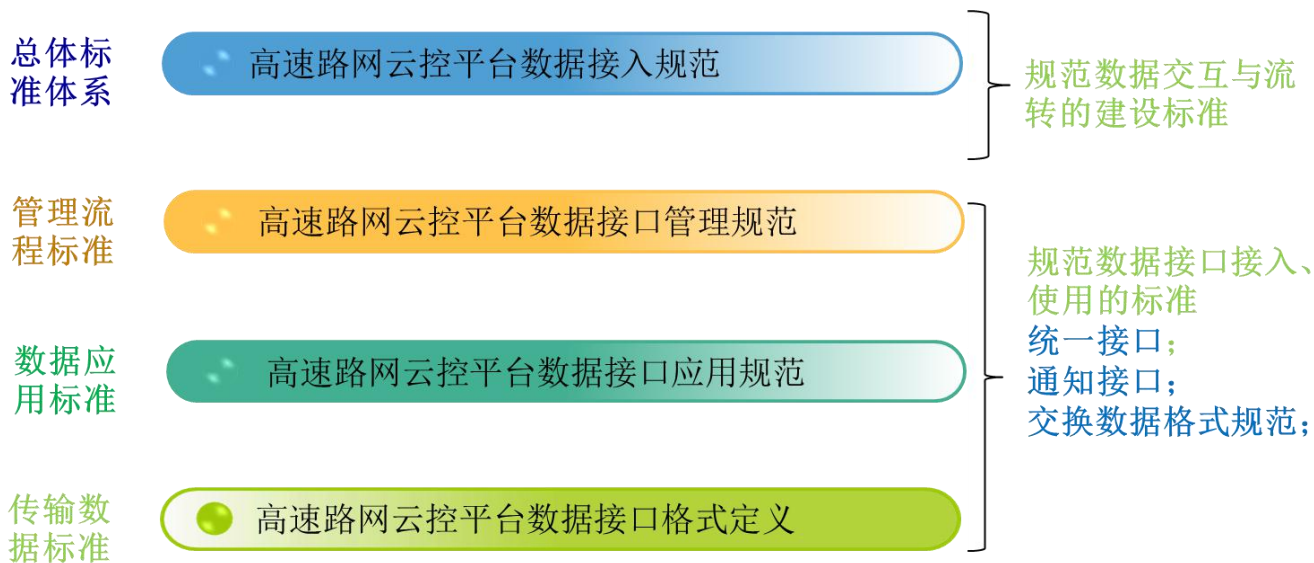 总体标
准体系
高速路网云控平台数据接入规范
规范数据交互与流
转的建设标准
管理流
程标准
高速路网云控平台数据接口管理规范
数据应
用标准
高速路网云控平台数据接口应用规范
规范数据接口接入、
使用的标准
统一接口；
通知接口；
交换数据格式规范；
传输数
据标准
高速路网云控平台数据接口格式定义